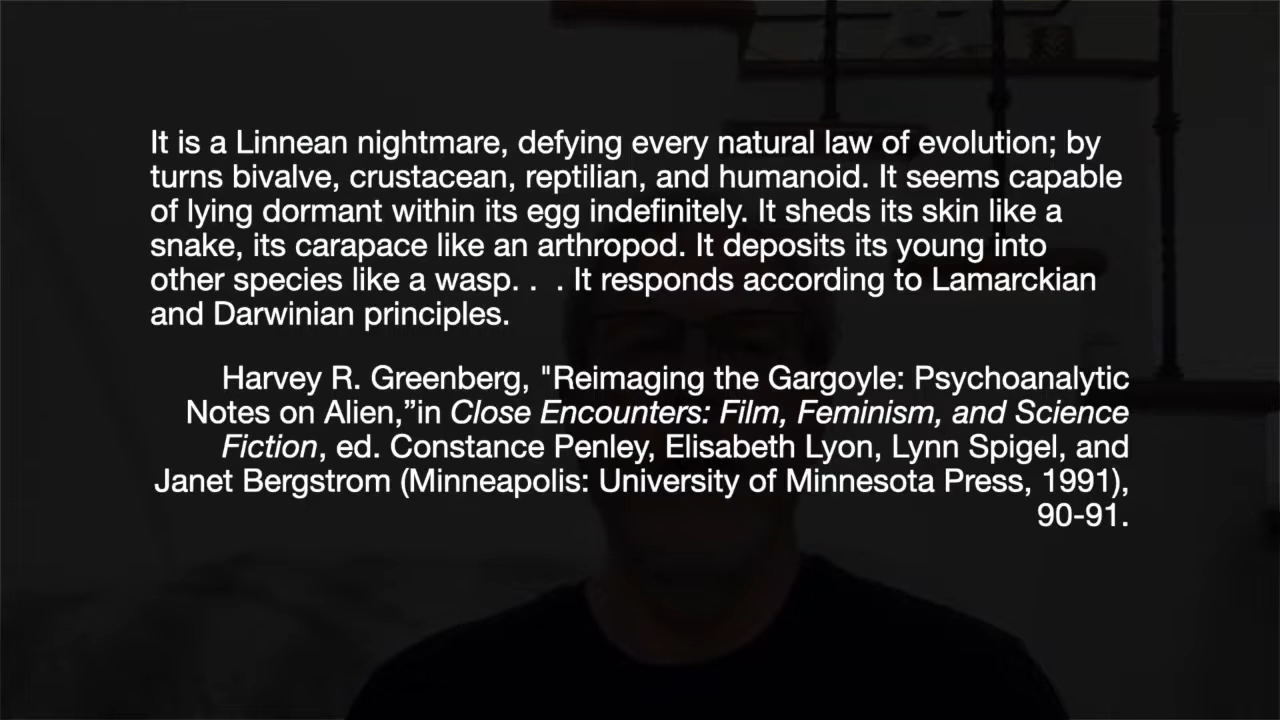 It is a Linnean nightmare, defying every natural law of evolution; by
turns bivalve, crustacean, reptilian, and humanoid. It seems capable
of lying dormant within its egg indefinitely. It sheds its skin like a
snake, its carapace like an arthropod. It deposits its young into
other species like a wasp. . . It responds according to Lamarckian
and Darwinian principles.
Harvey R. Greenberg, "Reimaging the Gargoyle: Psychoanalytic
Notes on Alien,”in Close Encounters: Film, Feminism, and Science
Fiction, ed. Constance Penley, Elisabeth Lyon, Lynn Spigel, and
Janet Bergstrom (Minneapolis: University of Minnesota Press, 1991),
90-91.